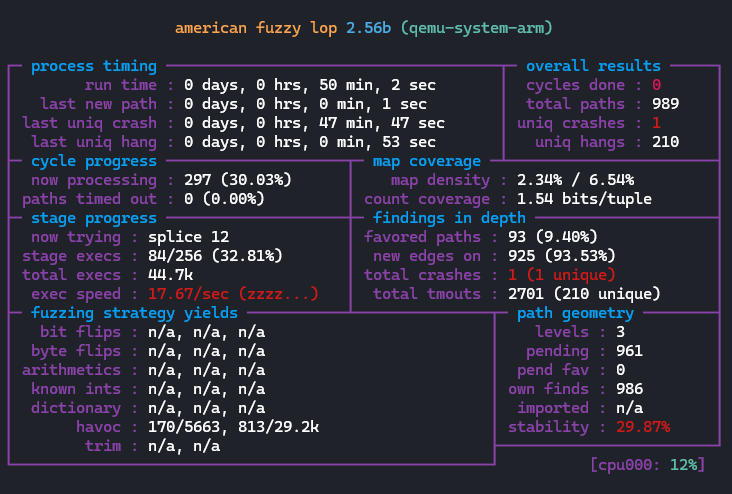 american fuzzy lop 2.56b (qemu-system-arm)
process timing overall results
run time : 0 days, 0 hrs, 50 min, 2 sec cycles done : 0
last new path : 0 days, 0 hrs, 0 min, 1 sec total paths : 989
last uniq crash : 0 days, 0 hrs, 47 min, 47 sec uniq crashes : 1
last uniq hang : 0 days, 0 hrs, 0 min, 53 sec uniq hangs : 210
cycle progress map coverage
now processing : 297 (30.03%) map density : 2.34% / 6.54%
paths timed out : 0 (0.00%) count coverage : 1.54 bits/tuple
stage progress findings in depth
now trying : splice 12 favored paths : 93 (9.40%)
stage execs : 84/256 (32.81%) new edges on : 925 (93.53%)
total execs : 44.7k total crashes : 1 (1 unique)
exec speed : 17.67/sec (zzzz...) total tmouts : 2701 (210 unique)
fuzzing strategy yields path geometry
bit flips : n/a, n/a, n/a levels : 3
byte flips : n/a, n/a, n/a pending : 961
arithmetics : n/a, n/a, n/a pend fav : 0
known ints : n/a, n/a, n/a own finds : 986
dictionary : n/a, n/a, n/a imported : n/a
havoc : 170/5663, 813/29.2k stability : 29.87%
trim : n/a, n/a
[cpu000: 12%]